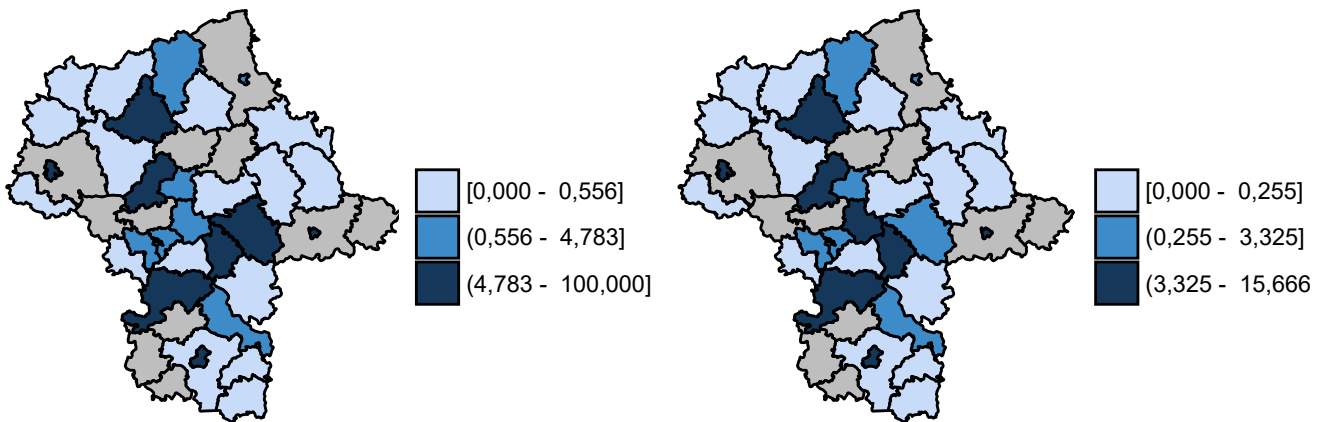 [0,000 - 0,556]
(0,556 - 4,783]
(4,783 - 100,000]
[0,000 - 0,255]
(0,255 - 3,325]
(3,325 - 15,666